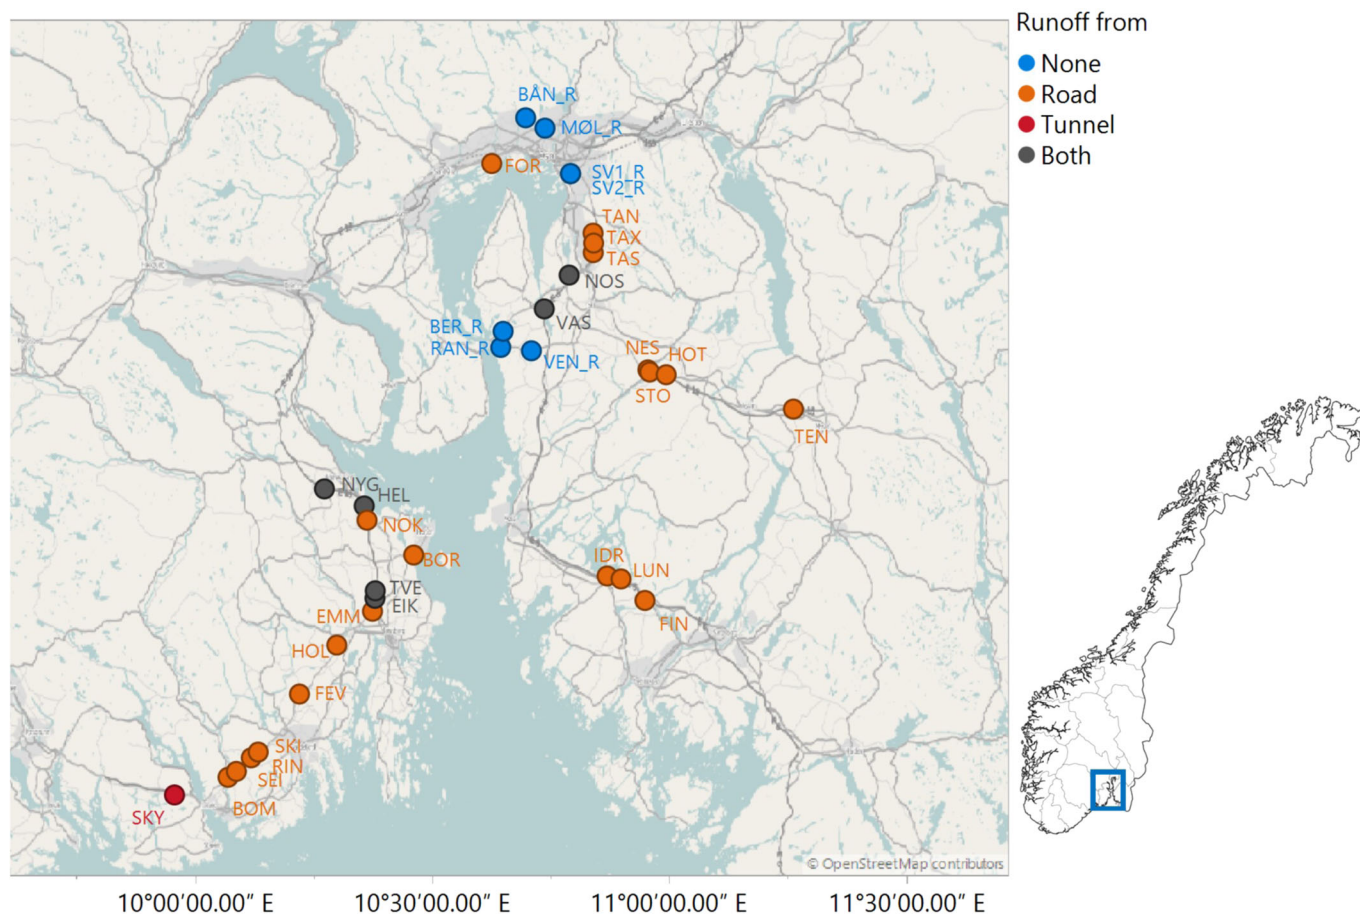 Runoff from
None
Road
Tunnel
Both
BÅN_R
MØL_R
FOR
SV1_R
SV2_R
TAN
TAX
TAS
NOS
VAS
BER_R
RAN_R
VEN_R
NES
HOT
STO
TEN
NYG
HEL
NOK
BOR
IDR
LUN
TVE
EIK
EMM
FIN
HOL
FEV
SKI
RIN
SEI
BOM
SKY
© OpenStreetMap contributors
10°00'00.00" E
10°30'00.00" E
11°00'00.00" E
11°30'00.00" E